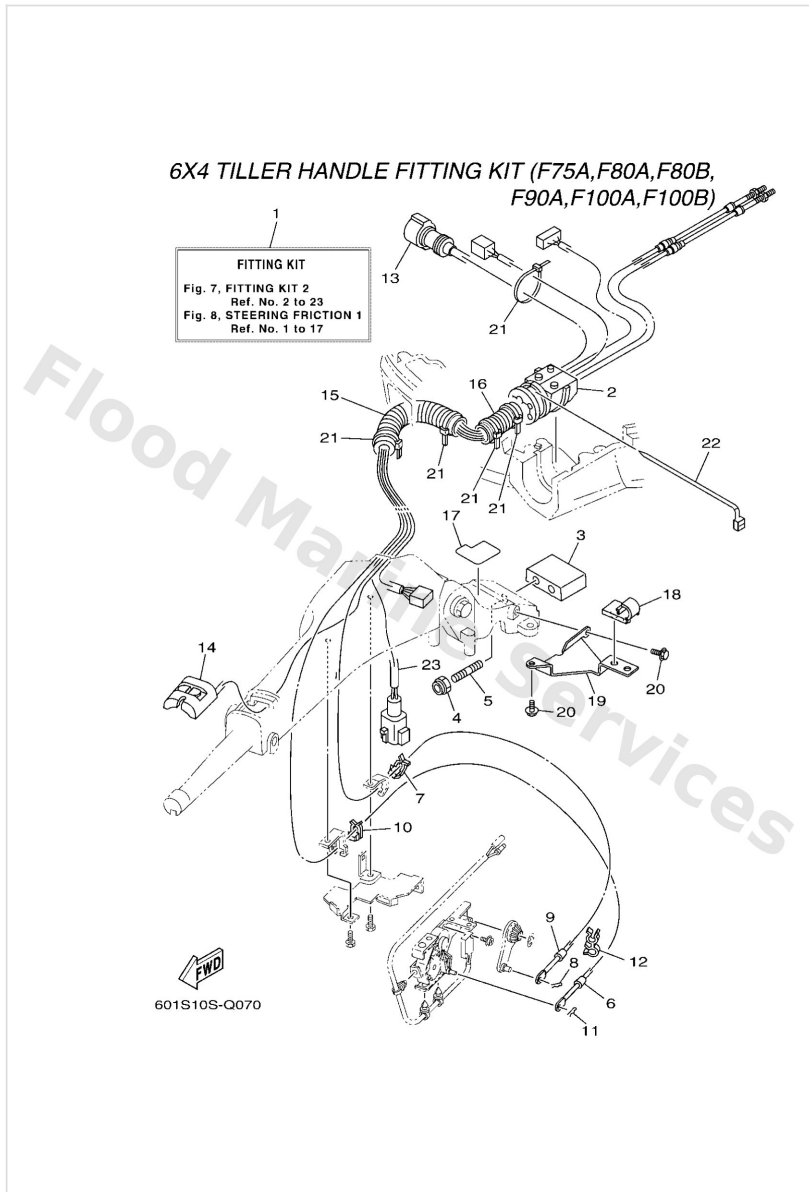 6X4 TILLER HANDLE FITTING KIT (F75A,F80A,F80B,
F90A,F100A,F100B)
1
FITTING KIT
Fig. 7, FITTING KIT 2
Ref. No. 2 to 23
Fig. 8, STEERING FRICTION 1
Ref. No. 1 to 17
13
21
2
15
16
21
21
21
21
22
17
3
18
14
23
5
4
19
20
20
7
10
9
12
8
6
11
FWD
601S10S-Q070
Flood Marine Services